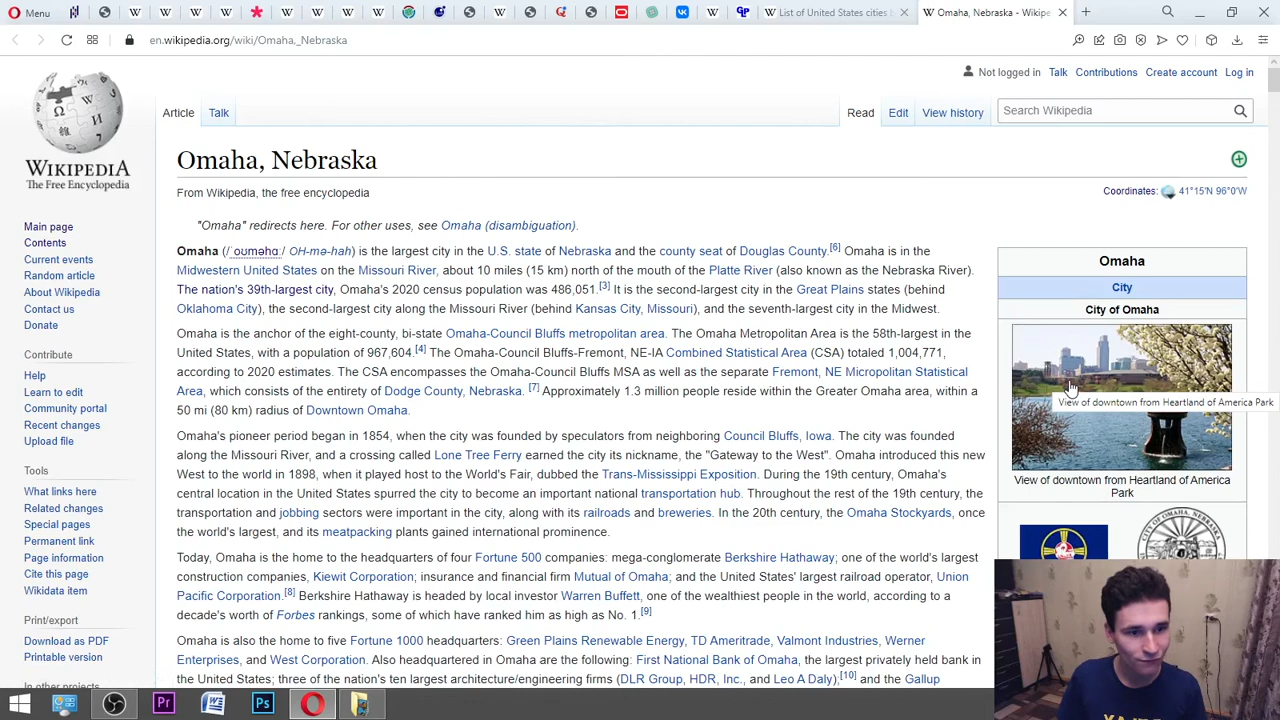 Menu
List of United States cities b
Omaha, Nebraska - Wikipe
en.wikipedia.org/wiki/Omaha,_Nebraska
Not logged in Talk Contributions Create account Log in
Article Talk
Read Edit View history
Search Wikipedia
WIKIPEDIA
The Free Encyclopedia
Main page
Contents
Current events
Random article
About Wikipedia
Contact us
Donate
Contribute
Help
Learn to edit
Community portal
Recent changes
Upload file
Tools
What links here
Related changes
Special pages
Permanent link
Page information
Cite this page
Wikidata item
Print/export
Download as PDF
Printable version
In other projects
Omaha, Nebraska
From Wikipedia, the free encyclopedia
Coordinates: 41°15′N 96°0′W
"Omaha" redirects here. For other uses, see Omaha (disambiguation).
Omaha (/ˈoʊməhɑː/ OH-mə-hah) is the largest city in the U.S. state of Nebraska and the county seat of Douglas County.[6] Omaha is in the
Midwestern United States on the Missouri River, about 10 miles (15 km) north of the mouth of the Platte River (also known as the Nebraska River).
The nation's 39th-largest city, Omaha's 2020 census population was 486,051.[3] It is the second-largest city in the Great Plains states (behind
Oklahoma City), the second-largest city along the Missouri River (behind Kansas City, Missouri), and the seventh-largest city in the Midwest.
Omaha is the anchor of the eight-county, bi-state Omaha-Council Bluffs metropolitan area. The Omaha Metropolitan Area is the 58th-largest in the
United States, with a population of 967,604.[4] The Omaha-Council Bluffs-Fremont, NE-IA Combined Statistical Area (CSA) totaled 1,004,771,
according to 2020 estimates. The CSA encompasses the Omaha-Council Bluffs MSA as well as the separate Fremont, NE Micropolitan Statistical
Area, which consists of the entirety of Dodge County, Nebraska. [7] Approximately 1.3 million people reside within the Greater Omaha area, within a
50 mi (80 km) radius of Downtown Omaha.
Omaha's pioneer period began in 1854, when the city was founded by speculators from neighboring Council Bluffs, Iowa. The city was founded
along the Missouri River, and a crossing called Lone Tree Ferry earned the city its nickname, the "Gateway to the West". Omaha introduced this new
West to the world in 1898, when it played host to the World's Fair, dubbed the Trans-Mississippi Exposition. During the 19th century, Omaha's
central location in the United States spurred the city to become an important national transportation hub. Throughout the rest of the 19th century, the
transportation and jobbing sectors were important in the city, along with its railroads and breweries. In the 20th century, the Omaha Stockyards, once
the world's largest, and its meatpacking plants gained international prominence.
Today, Omaha is the home to the headquarters of four Fortune 500 companies: mega-conglomerate Berkshire Hathaway; one of the world's largest
construction companies, Kiewit Corporation; insurance and financial firm Mutual of Omaha; and the United States' largest railroad operator, Union
Pacific Corporation.[8] Berkshire Hathaway is headed by local investor Warren Buffett, one of the wealthiest people in the world, according to a
decade's worth of Forbes rankings, some of which have ranked him as high as No. 1.[9]
Omaha is also the home to five Fortune 1000 headquarters: Green Plains Renewable Energy, TD Ameritrade, Valmont Industries, Werner
Enterprises, and West Corporation. Also headquartered in Omaha are the following: First National Bank of Omaha, the largest privately held bank in
the United States; three of the nation's ten largest architecture/engineering firms (DLR Group, HDR, Inc., and Leo A Daly);[10] and the Gallup
Omaha
City
City of Omaha
View of downtown from Heartland of America Park
View of downtown from Heartland of America
Park
CITY OF OMAHA, NEBRASKA
Pr
Ps